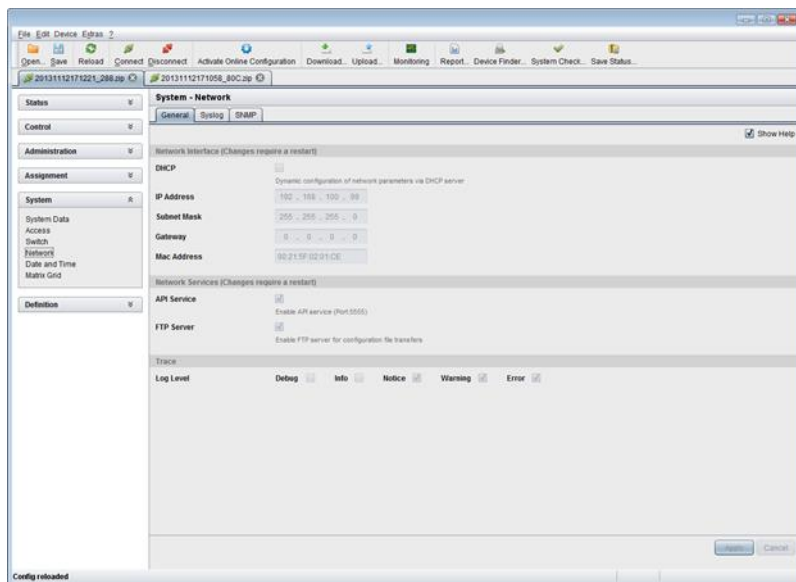 File Edit Device Extras ?
Open... Save Reload Connect Disconnect Activate Online Configuration Download... Upload... Monitoring Report... Device Finder... System Check... Save Status...
20131112171221_288.zip 20131112171058_80C.zip
Status
Control
Administration
Assignment
System
System Data
Access
Switch
Network
Date and Time
Matrix Grid
Definition
System - Network
General Syslog SNMP
Show Help
Network Interface (Changes require a restart)
DHCP
Dynamic configuration of network parameters via DHCP server
IP Address 192 . 168 . 100 . 98
Subnet Mask 255 . 255 . 255 . 0
Gateway 0 . 0 . 0 . 0
Mac Address 00:21:5F:02:01:CE
Network Services (Changes require a restart)
API Service
Enable API service (Port 5555)
FTP Server
Enable FTP server for configuration file transfers
Trace
Log Level Debug Info Notice Warning Error
Apply Cancel
Config reloaded